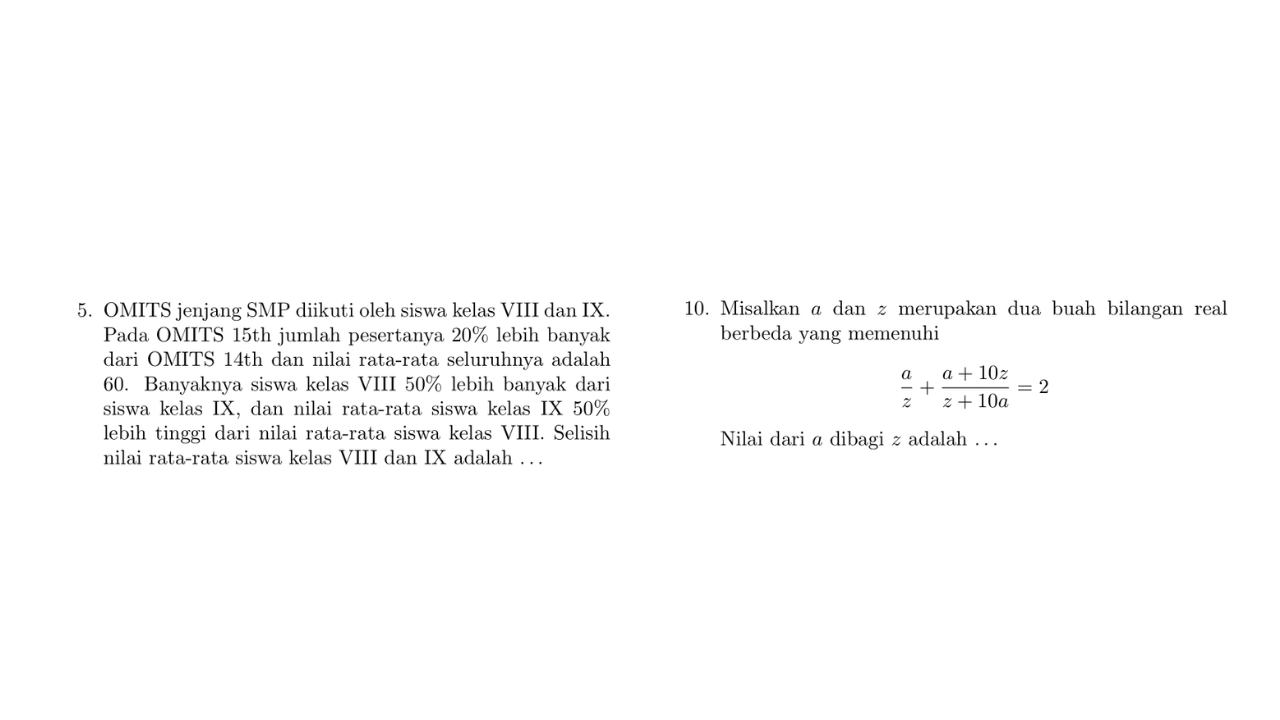 5. OMITS jenjang SMP diikuti oleh siswa kelas VIII dan IX.
Pada OMITS 15th jumlah pesertanya 20% lebih banyak
dari OMITS 14th dan nilai rata-rata seluruhnya adalah
60. Banyaknya siswa kelas VIII 50% lebih banyak dari
siswa kelas IX, dan nilai rata-rata siswa kelas IX 50%
lebih tinggi dari nilai rata-rata siswa kelas VIII. Selisih
nilai rata-rata siswa kelas VIII dan IX adalah ...
10. Misalkan a dan z merupakan dua buah bilangan real
berbeda yang memenuhi
a/z + (a + 10z)/(z + 10a) = 2
Nilai dari a dibagi z adalah ...